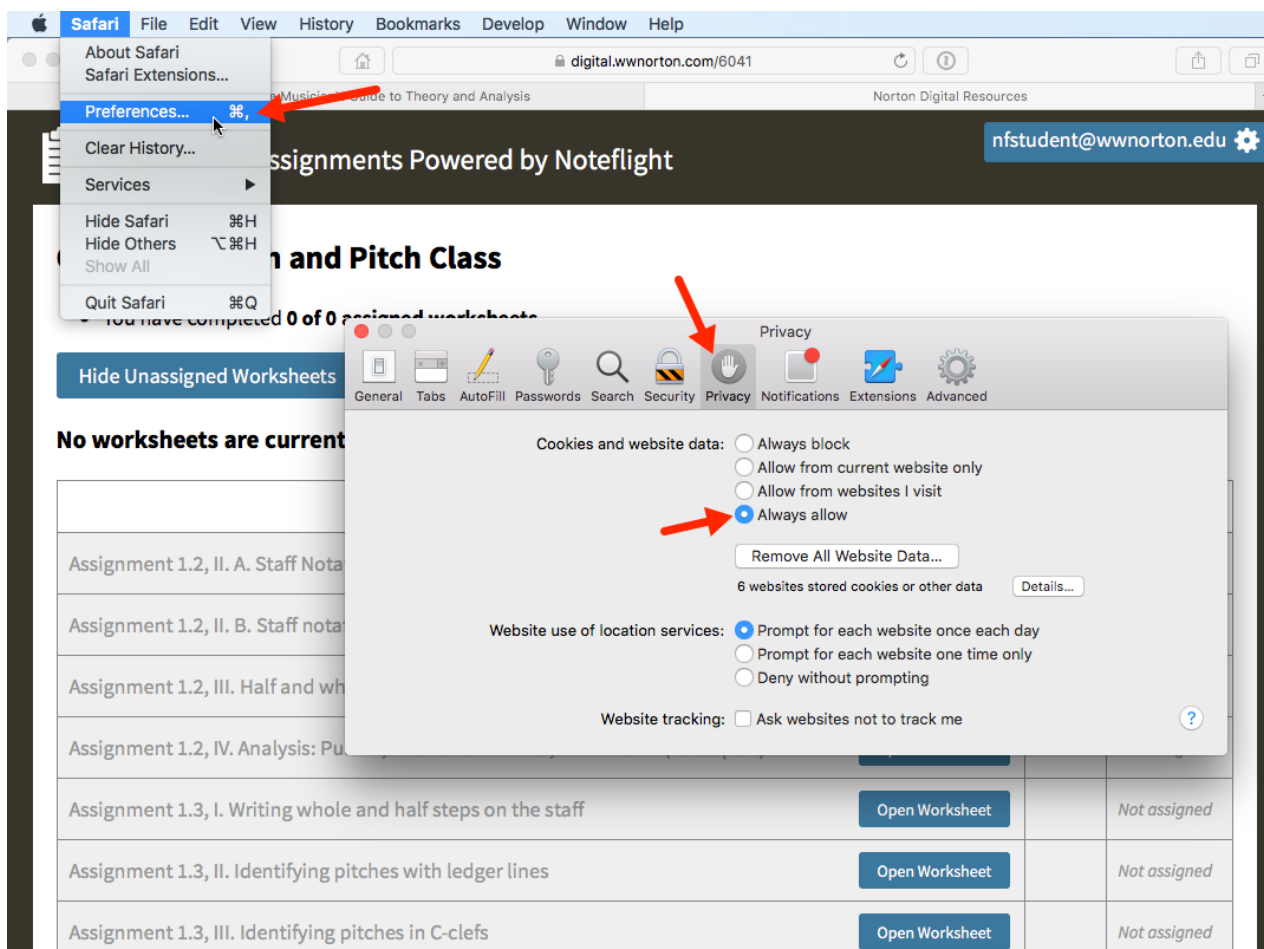 Safari File Edit View History Bookmarks Develop Window Help
About Safari
Safari Extensions...
digital.wwnorton.com/6041
Guide to Theory and Analysis
Norton Digital Resources
Preferences... ⌘,
Clear History...
Services
Hide Safari ⌘H
Hide Others ⌥⌘H
Show All
Quit Safari ⌘Q
ssignments Powered by Noteflight
nfstudent@wwnorton.edu
and Pitch Class
You have completed 0 of 0 assigned worksheets
Hide Unassigned Worksheets
No worksheets are current
Privacy
General Tabs AutoFill Passwords Search Security Privacy Notifications Extensions Advanced
Cookies and website data: Always block
Allow from current website only
Allow from websites I visit
Always allow
Remove All Website Data...
6 websites stored cookies or other data Details...
Website use of location services: Prompt for each website once each day
Prompt for each website one time only
Deny without prompting
Website tracking: Ask websites not to track me
?
Assignment 1.2, II. A. Staff Nota
Assignment 1.2, II. B. Staff nota
Assignment 1.2, III. Half and wh
Assignment 1.2, IV. Analysis: Pu
Assignment 1.3, I. Writing whole and half steps on the staff Open Worksheet Not assigned
Assignment 1.3, II. Identifying pitches with ledger lines Open Worksheet Not assigned
Assignment 1.3, III. Identifying pitches in C-clefs Open Worksheet Not assigned